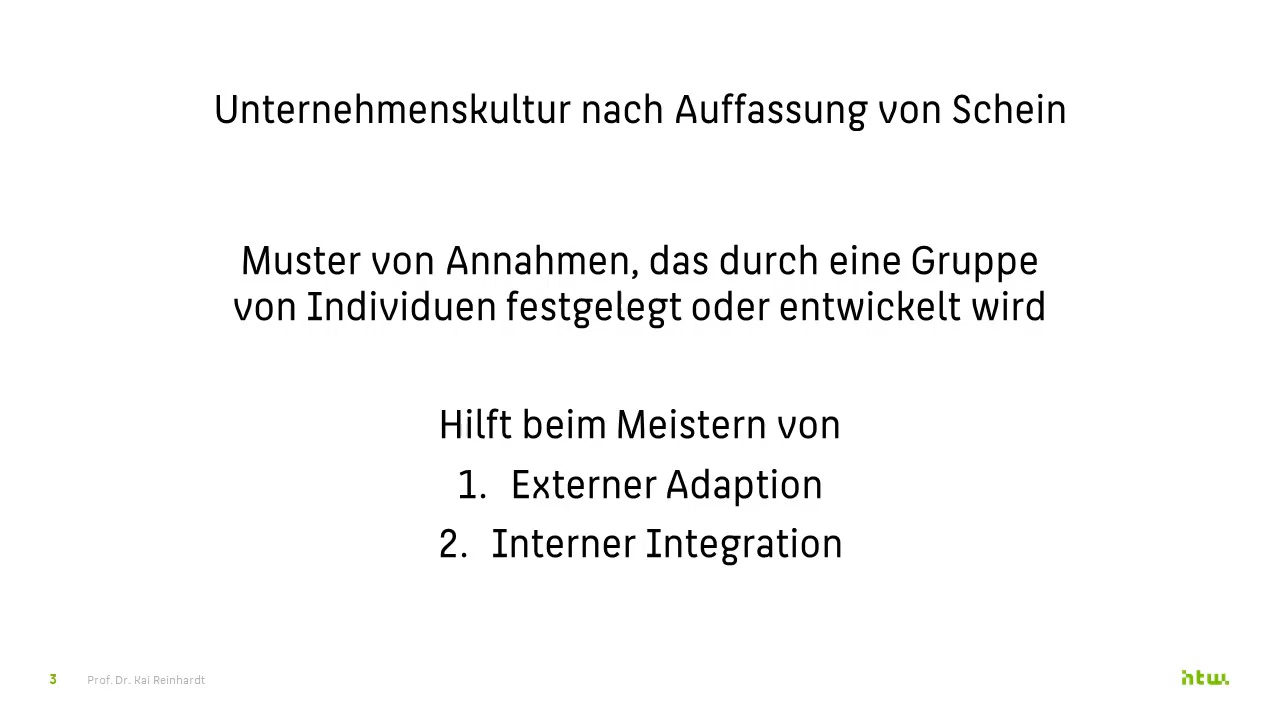 Unternehmenskultur nach Auffassung von Schein
Muster von Annahmen, das durch eine Gruppe
von Individuen festgelegt oder entwickelt wird
Hilft beim Meistern von
1. Externer Adaption
2. Interner Integration
3 Prof. Dr. Kai Reinhardt
htw.